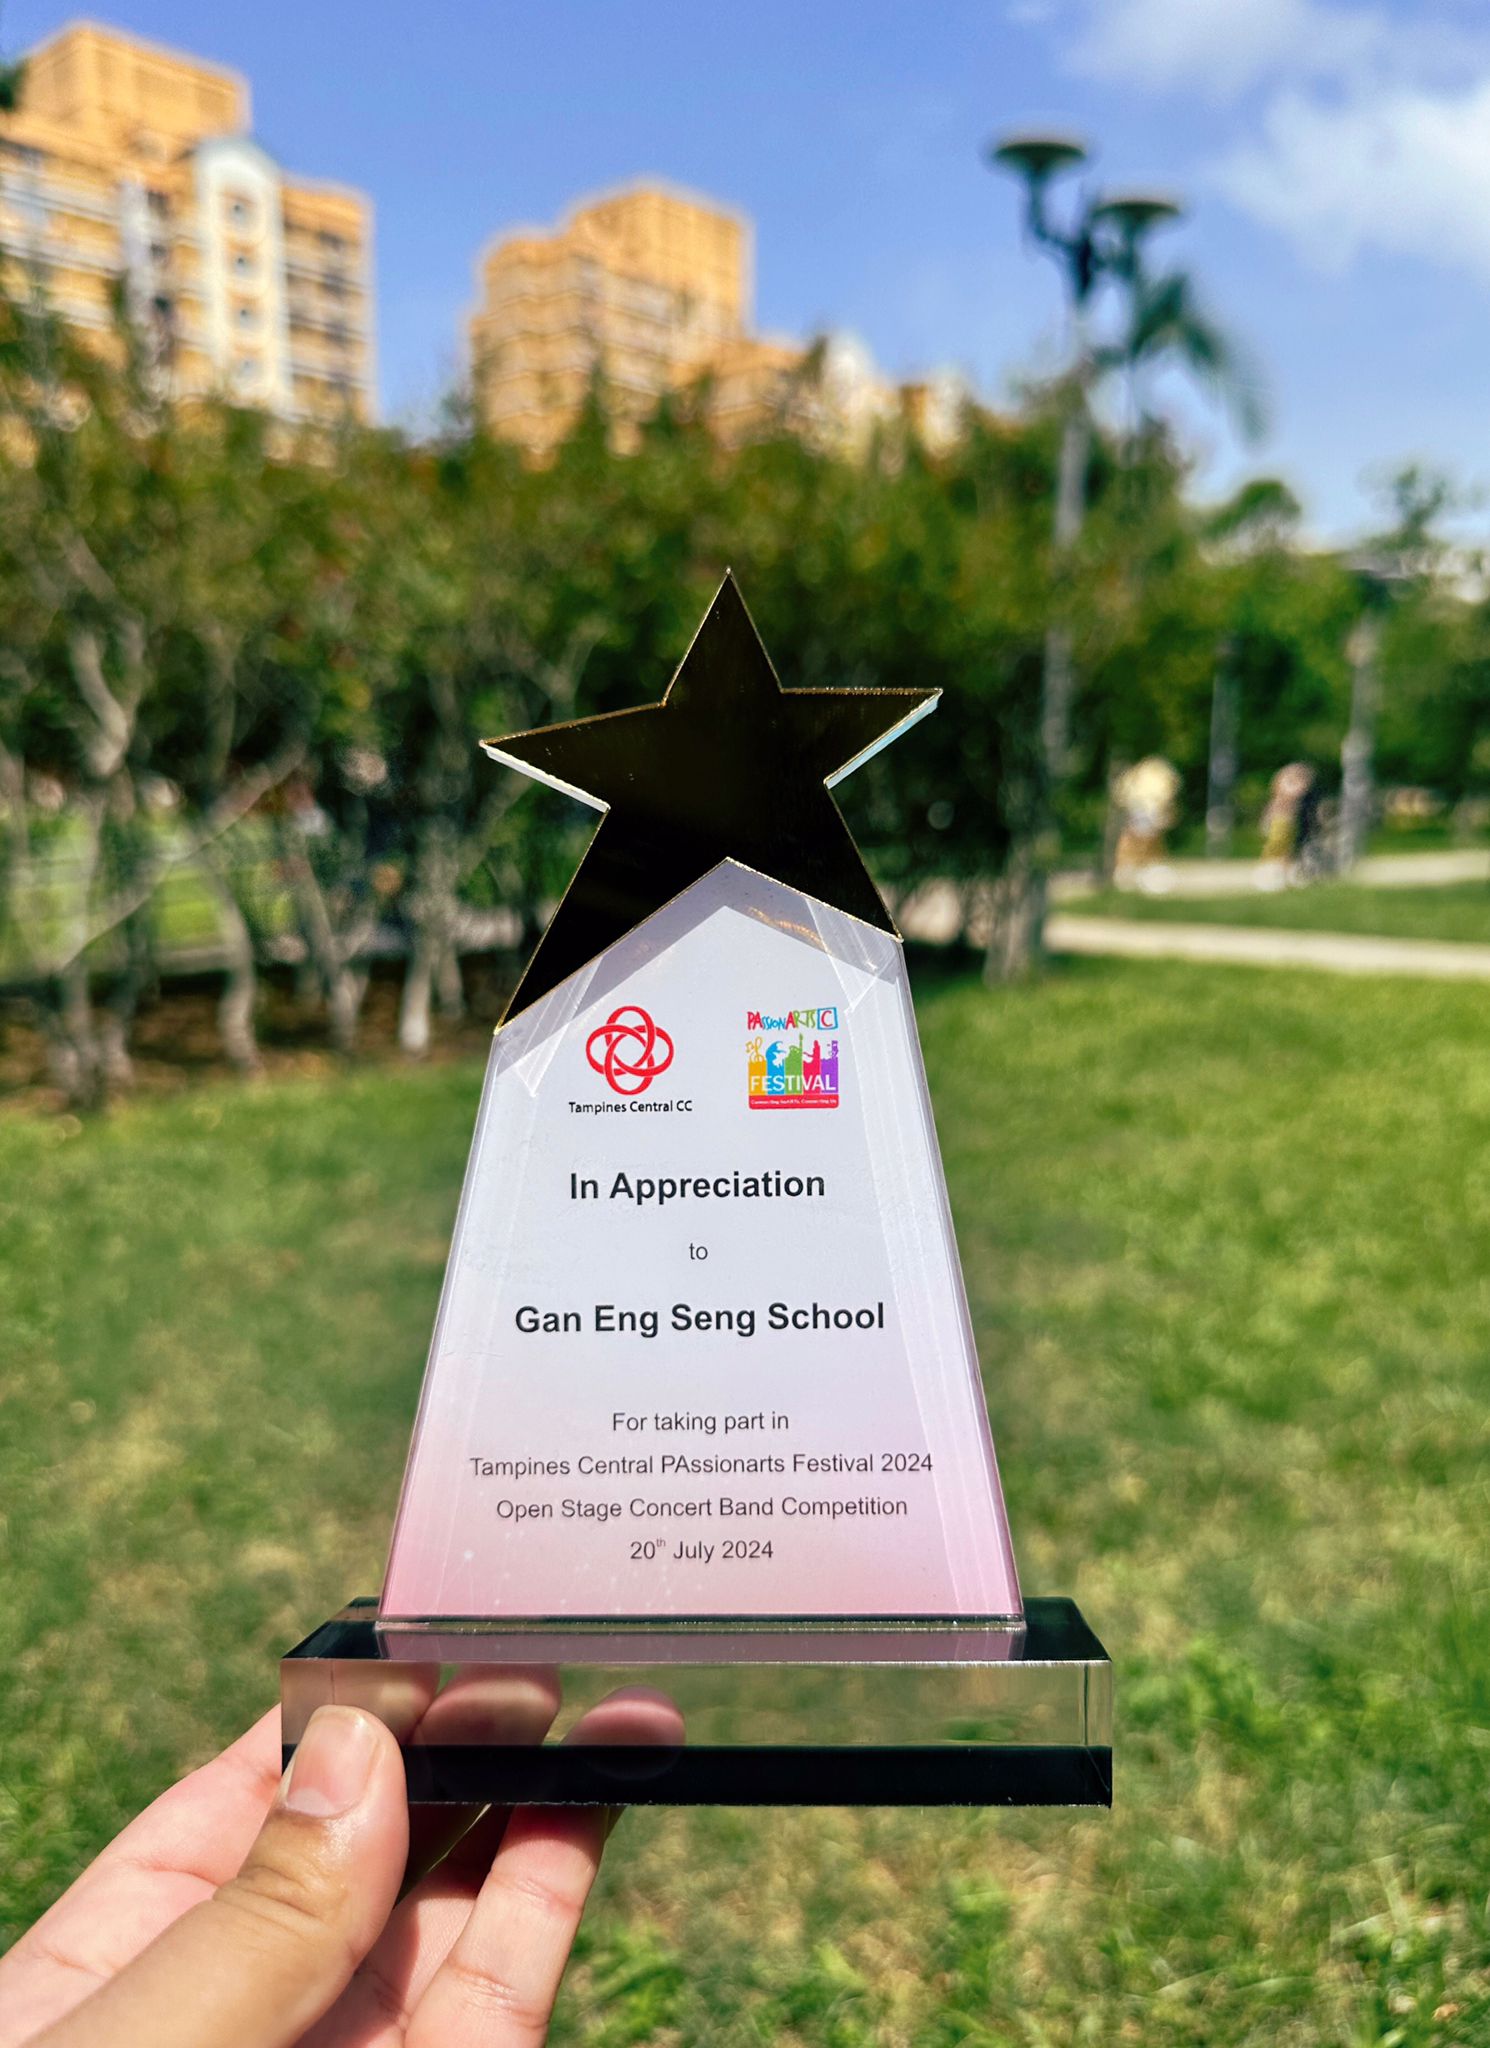 Tampines Central CC
PAssionARTS C
FESTIVAL
In Appreciation
to
Gan Eng Seng School
For taking part in
Tampines Central PAssionarts Festival 2024
Open Stage Concert Band Competition
20th July 2024